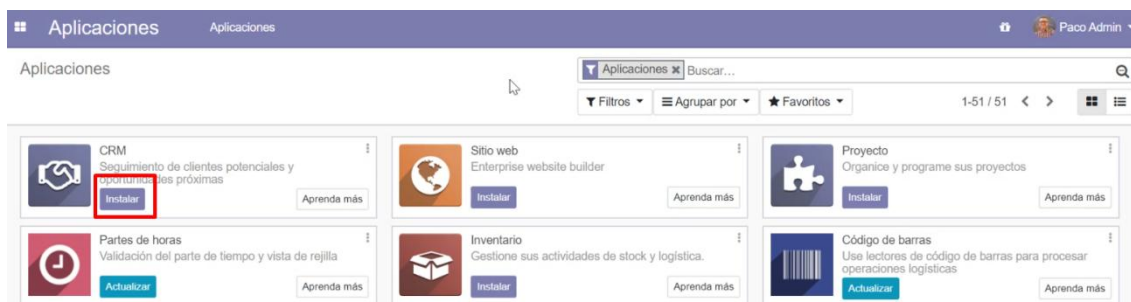 Aplicaciones Aplicaciones Paco Admin
Aplicaciones
Aplicaciones Buscar...
Filtros Agrupar por Favoritos 1-51 / 51
CRM
Seguimiento de clientes potenciales y
oportunidades próximas
Instalar Aprenda más
Sitio web
Enterprise website builder
Instalar Aprenda más
Proyecto
Organice y programe sus proyectos
Instalar Aprenda más
Partes de horas
Validación del parte de tiempo y vista de rejilla
Actualizar Aprenda más
Inventario
Gestione sus actividades de stock y logística.
Instalar Aprenda más
Código de barras
Use lectores de código de barras para procesar
operaciones logísticas
Actualizar Aprenda más